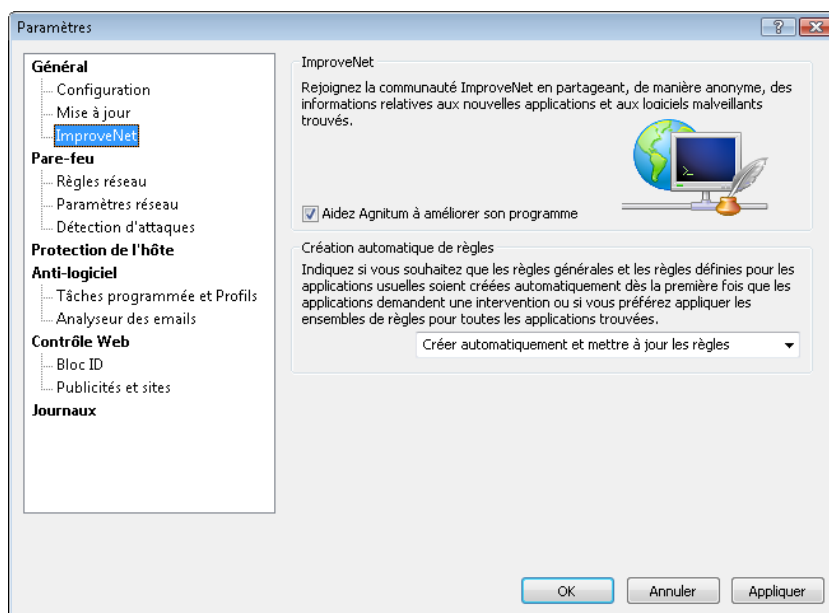 Paramètres
Général
Configuration
Mise à jour
ImproveNet
Pare-feu
Règles réseau
Paramètres réseau
Détection d'attaques
Protection de l'hôte
Anti-logiciel
Tâches programmée et Profils
Analyseur des emails
Contrôle Web
Bloc ID
Publicités et sites
Journaux
ImproveNet
Rejoignez la communauté ImproveNet en partageant, de manière anonyme, des
informations relatives aux nouvelles applications et aux logiciels malveillants
trouvés.
Aidez Agnitum à améliorer son programme
Création automatique de règles
Indiquez si vous souhaitez que les règles générales et les règles définies pour les
applications usuelles soient créées automatiquement dès la première fois que les
applications demandent une intervention ou si vous préférez appliquer les
ensembles de règles pour toutes les applications trouvées.
Créer automatiquement et mettre à jour les règles
OK
Annuler
Appliquer